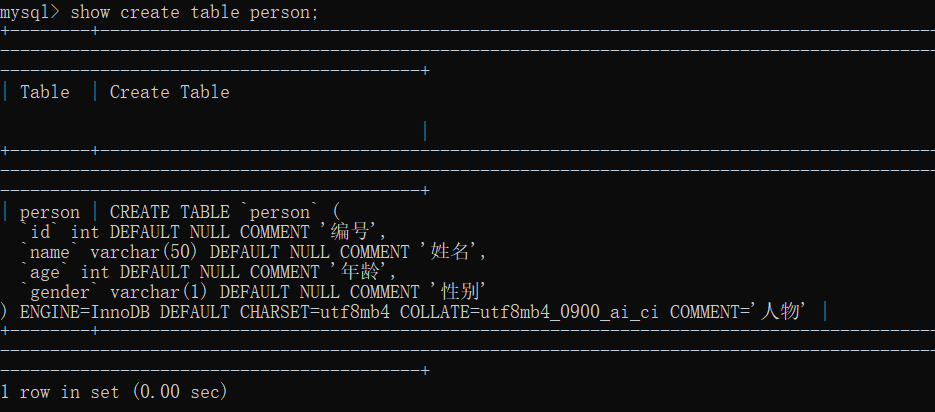 mysql> show create table person;
+--------+-------------------------------------------------------------------------------------
----------------------------------------------------------------------------------------------
------------------------------------------+
| Table  | Create Table
|
+--------+-------------------------------------------------------------------------------------
----------------------------------------------------------------------------------------------
------------------------------------------+
| person | CREATE TABLE `person` (
  `id` int DEFAULT NULL COMMENT '编号',
  `name` varchar(50) DEFAULT NULL COMMENT '姓名',
  `age` int DEFAULT NULL COMMENT '年龄',
  `gender` varchar(1) DEFAULT NULL COMMENT '性别'
) ENGINE=InnoDB DEFAULT CHARSET=utf8mb4 COLLATE=utf8mb4_0900_ai_ci COMMENT='人物' |
+--------+-------------------------------------------------------------------------------------
----------------------------------------------------------------------------------------------
------------------------------------------+
1 row in set (0.00 sec)